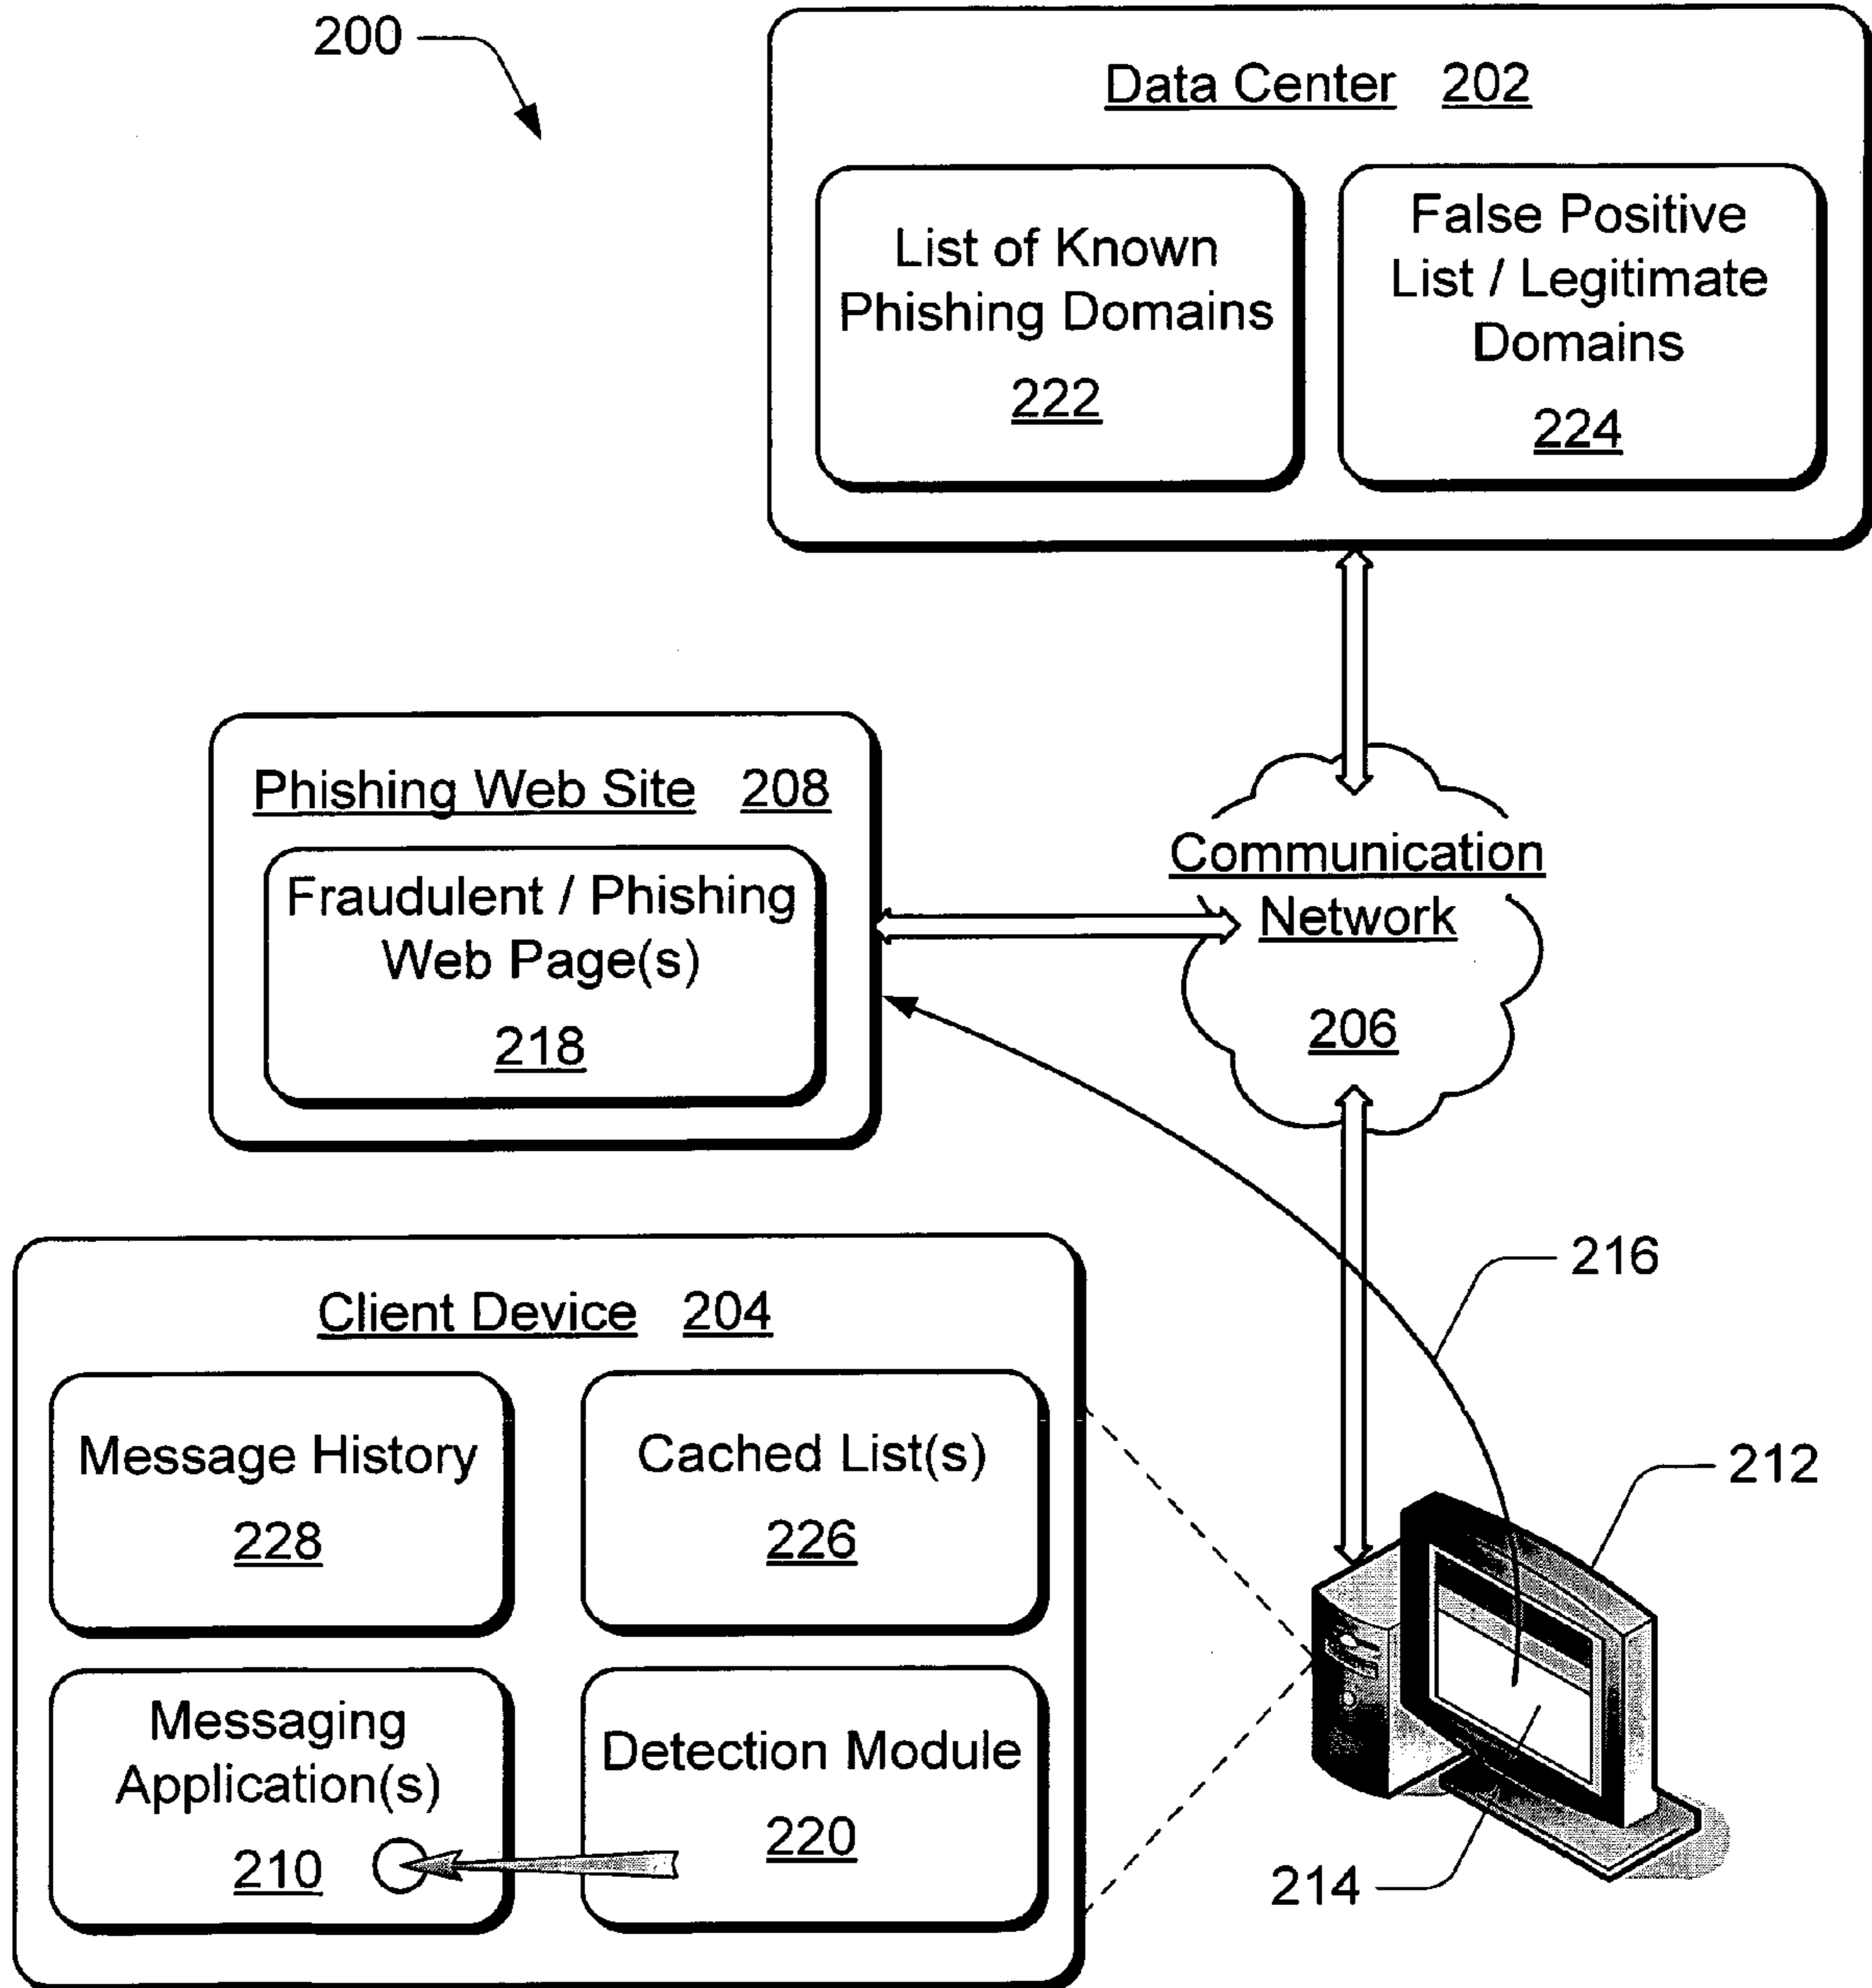 200
Data Center 202
List of Known
Phishing Domains
222
False Positive
List / Legitimate
Domains
224
Phishing Web Site 208
Fraudulent / Phishing
Web Page(s)
218
Communication
Network
206
216
Client Device 204
Message History
228
Cached List(s)
226
212
Messaging
Application(s)
210
Detection Module
220
214